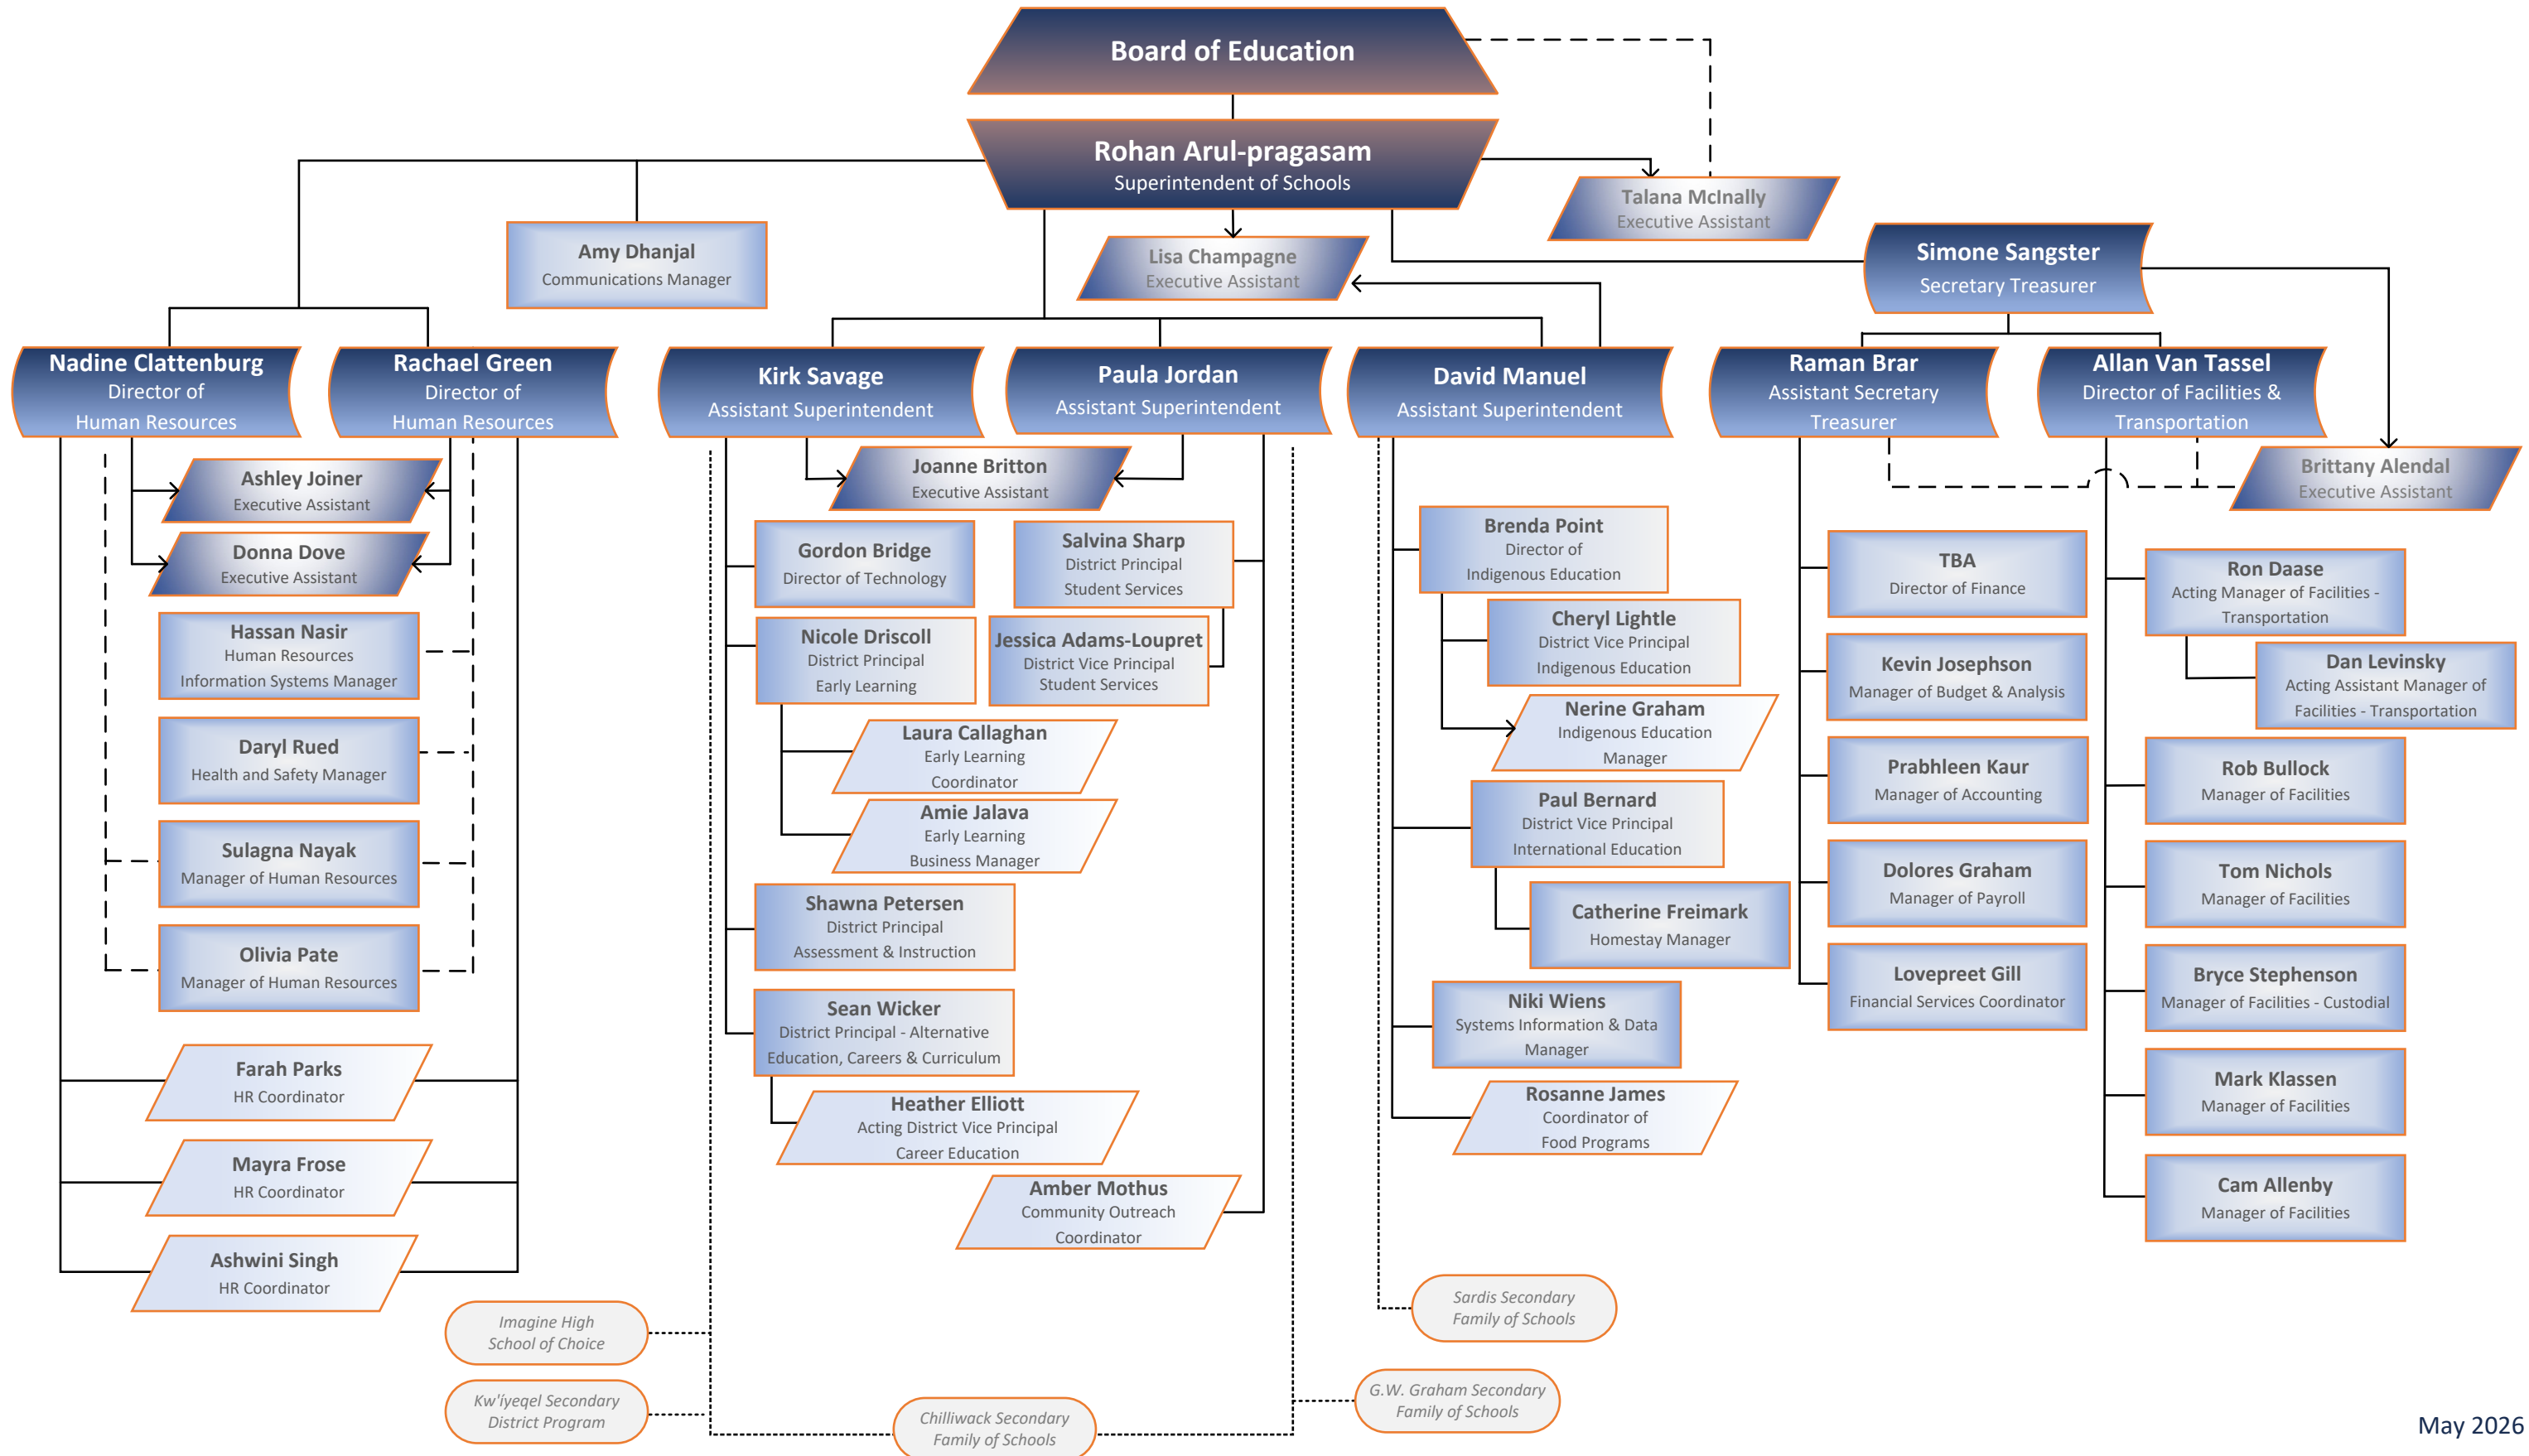 Board of Education
Rohan Arul-pragasam
Superintendent of Schools
Talana McInally
Executive Assistant
Amy Dhanjal
Communications Manager
Lisa Champagne
Executive Assistant
Simone Sangster
Secretary Treasurer
Nadine Clattenburg
Director of
Human Resources
Rachael Green
Director of
Human Resources
Kirk Savage
Assistant Superintendent
Paula Jordan
Assistant Superintendent
David Manuel
Assistant Superintendent
Raman Brar
Assistant Secretary
Treasurer
Allan Van Tassel
Director of Facilities &
Transportation
Ashley Joiner
Executive Assistant
Donna Dove
Executive Assistant
Hassan Nasir
Human Resources
Information Systems Manager
Daryl Rued
Health and Safety Manager
Sulagna Nayak
Manager of Human Resources
Olivia Pate
Manager of Human Resources
Farah Parks
HR Coordinator
Mayra Frose
HR Coordinator
Ashwini Singh
HR Coordinator
Joanne Britton
Executive Assistant
Gordon Bridge
Director of Technology
Nicole Driscoll
District Principal
Early Learning
Laura Callaghan
Early Learning
Coordinator
Amie Jalava
Early Learning
Business Manager
Shawna Petersen
District Principal
Assessment & Instruction
Sean Wicker
District Principal - Alternative
Education, Careers & Curriculum
Heather Elliott
Acting District Vice Principal
Career Education
Salvina Sharp
District Principal
Student Services
Jessica Adams-Loupret
District Vice Principal
Student Services
Amber Mothus
Community Outreach
Coordinator
Brenda Point
Director of
Indigenous Education
Cheryl Lightle
District Vice Principal
Indigenous Education
Nerine Graham
Indigenous Education
Manager
Paul Bernard
District Vice Principal
International Education
Catherine Freimark
Homestay Manager
Niki Wiens
Systems Information & Data
Manager
Rosanne James
Coordinator of
Food Programs
Brittany Alendal
Executive Assistant
TBA
Director of Finance
Kevin Josephson
Manager of Budget & Analysis
Prabhleen Kaur
Manager of Accounting
Dolores Graham
Manager of Payroll
Lovepreet Gill
Financial Services Coordinator
Ron Daase
Acting Manager of Facilities -
Transportation
Dan Levinsky
Acting Assistant Manager of
Facilities - Transportation
Rob Bullock
Manager of Facilities
Tom Nichols
Manager of Facilities
Bryce Stephenson
Manager of Facilities - Custodial
Mark Klassen
Manager of Facilities
Cam Allenby
Manager of Facilities
Imagine High
School of Choice
Kw'íyeqel Secondary
District Program
Chilliwack Secondary
Family of Schools
Sardis Secondary
Family of Schools
G.W. Graham Secondary
Family of Schools
May 2026